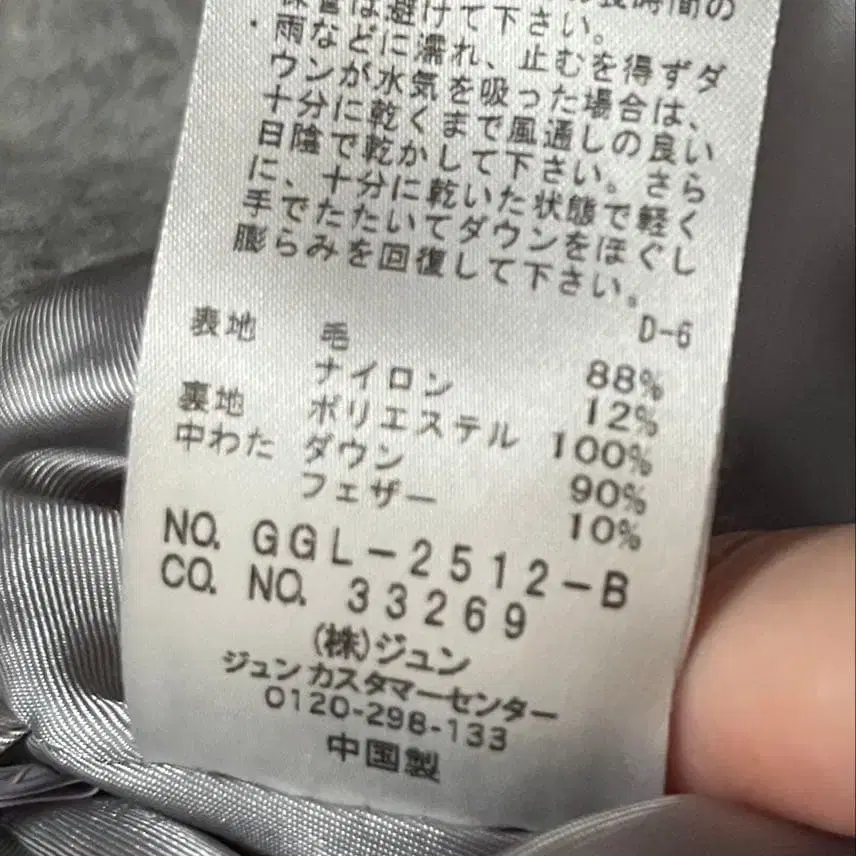 は避けて下さい。
・雨などに濡れ、止むを得ずダ
ウンが水気を吸った場合は、
十分に乾くまで風通しの良い
日陰で乾かして下さい。さら
に、十分に乾いた状態で軽く
手でたたいてダウンをほぐし
膨らみを回復して下さい。
D-6
表地 毛 88%
ナイロン 12%
裏地 ポリエステル 100%
中わた ダウン 90%
フェザー 10%
NO. GGL-2512-B
CO. NO. 33269
(株)ジュン
ジュンカスタマーセンター
0120-298-133
中国製